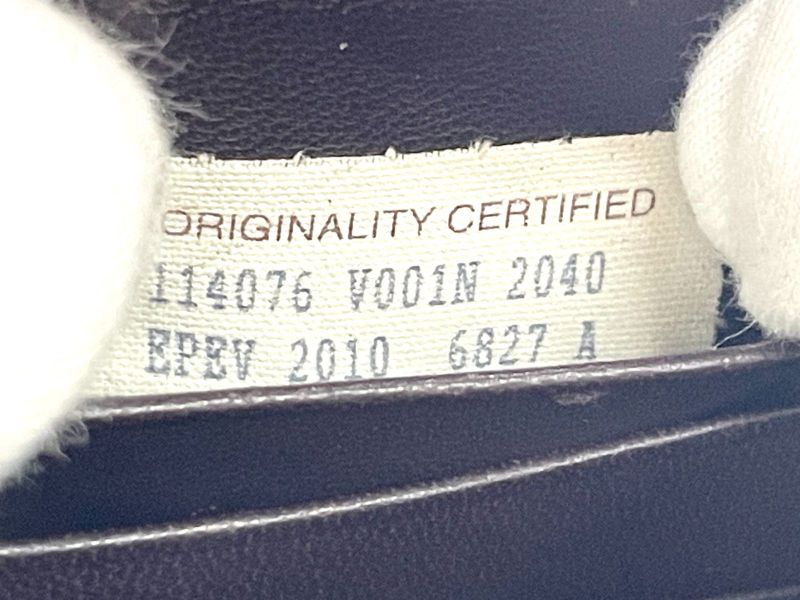 ORIGINALITY CERTIFIED
114076 V001N 2040
EPEV 2010 6827 A